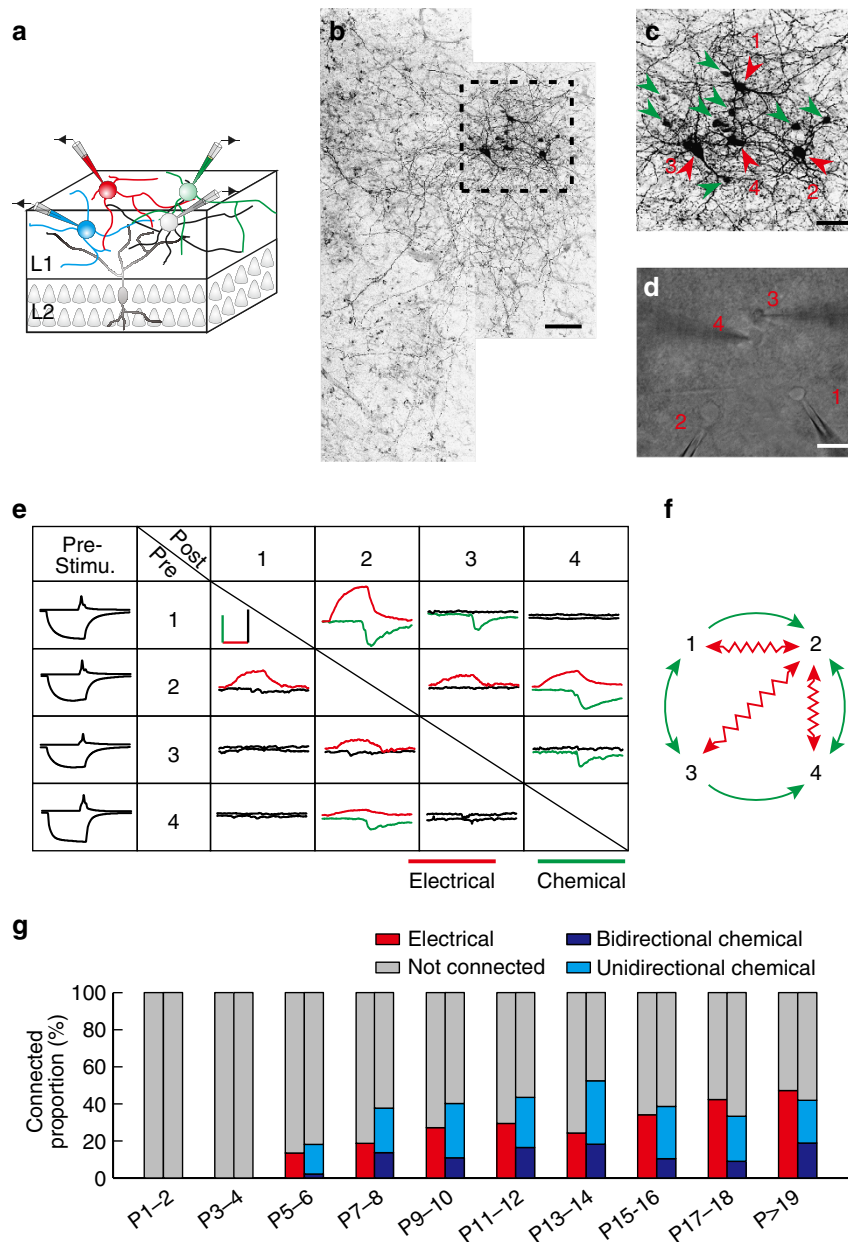 a
L1
L2
b
c
1
3
4
2
d
3
4
1
2
e
Pre-
Stimu.
Post
Pre
1
2
3
4
1
2
3
4
Electrical
Chemical
f
1
2
3
4
g
Electrical
Bidirectional chemical
Not connected
Unidirectional chemical
Connected
proportion (%)
100
80
60
40
20
0
P1–2
P3–4
P5–6
P7–8
P9–10
P11–12
P13–14
P15-16
P17–18
P>19